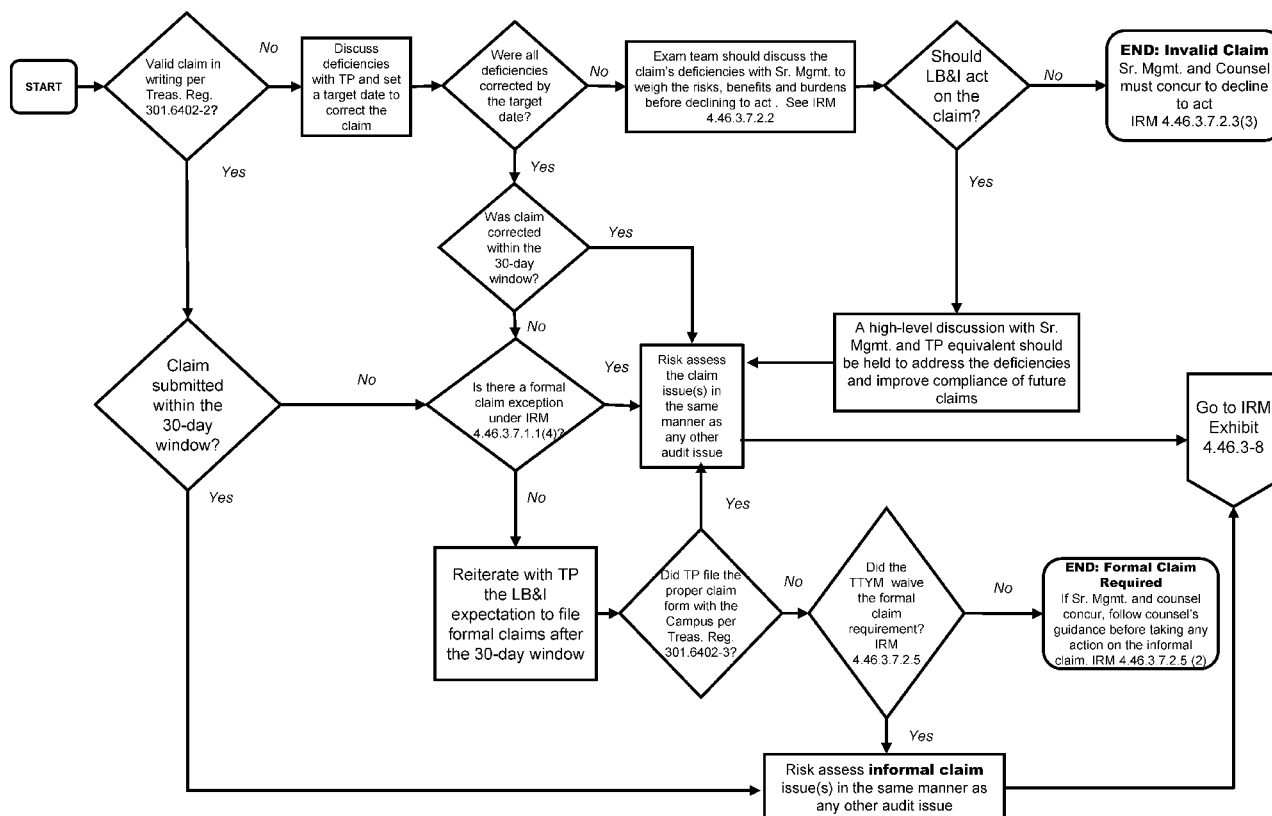 START
Valid claim in
writing per
Treas. Reg.
301.6402-2?
No
Discuss
deficiencies
with TP and set
a target date to
correct the
claim
Were all
deficiencies
corrected by
the target
date?
No
Exam team should discuss the
claim's deficiencies with Sr. Mgmt. to
weigh the risks, benefits and burdens
before declining to act . See IRM
4.46.3.7.2.2
Should
LB&I act
on the
claim?
No
END: Invalid Claim
Sr. Mgmt. and Counsel
must concur to decline
to act
IRM 4.46.3.7.2.3(3)
Yes
Yes
Yes
Was claim
corrected
within the
30-day
window?
Yes
No
A high-level discussion with Sr.
Mgmt. and TP equivalent should
be held to address the deficiencies
and improve compliance of future
claims
Claim
submitted
within the
30-day
window?
No
Is there a formal
claim exception
under IRM
4.46.3.7.1.1(4)?
Yes
Risk assess
the claim
issue(s) in
the same
manner as
any other
audit issue
Go to IRM
Exhibit
4.46.3-8
Yes
No
Yes
Reiterate with TP
the LB&I
expectation to file
formal claims after
the 30-day window
Did TP file the
proper claim
form with the
Campus per
Treas. Reg.
301.6402-3?
No
Did the
TTYM waive
the formal
claim
requirement?
IRM
4.46.3.7.2.5
No
END: Formal Claim
Required
If Sr. Mgmt. and counsel
concur, follow counsel's
guidance before taking any
action on the informal
claim. IRM 4.46.3.7.2.5 (2)
Yes
Risk assess informal claim
issue(s) in the same manner as
any other audit issue